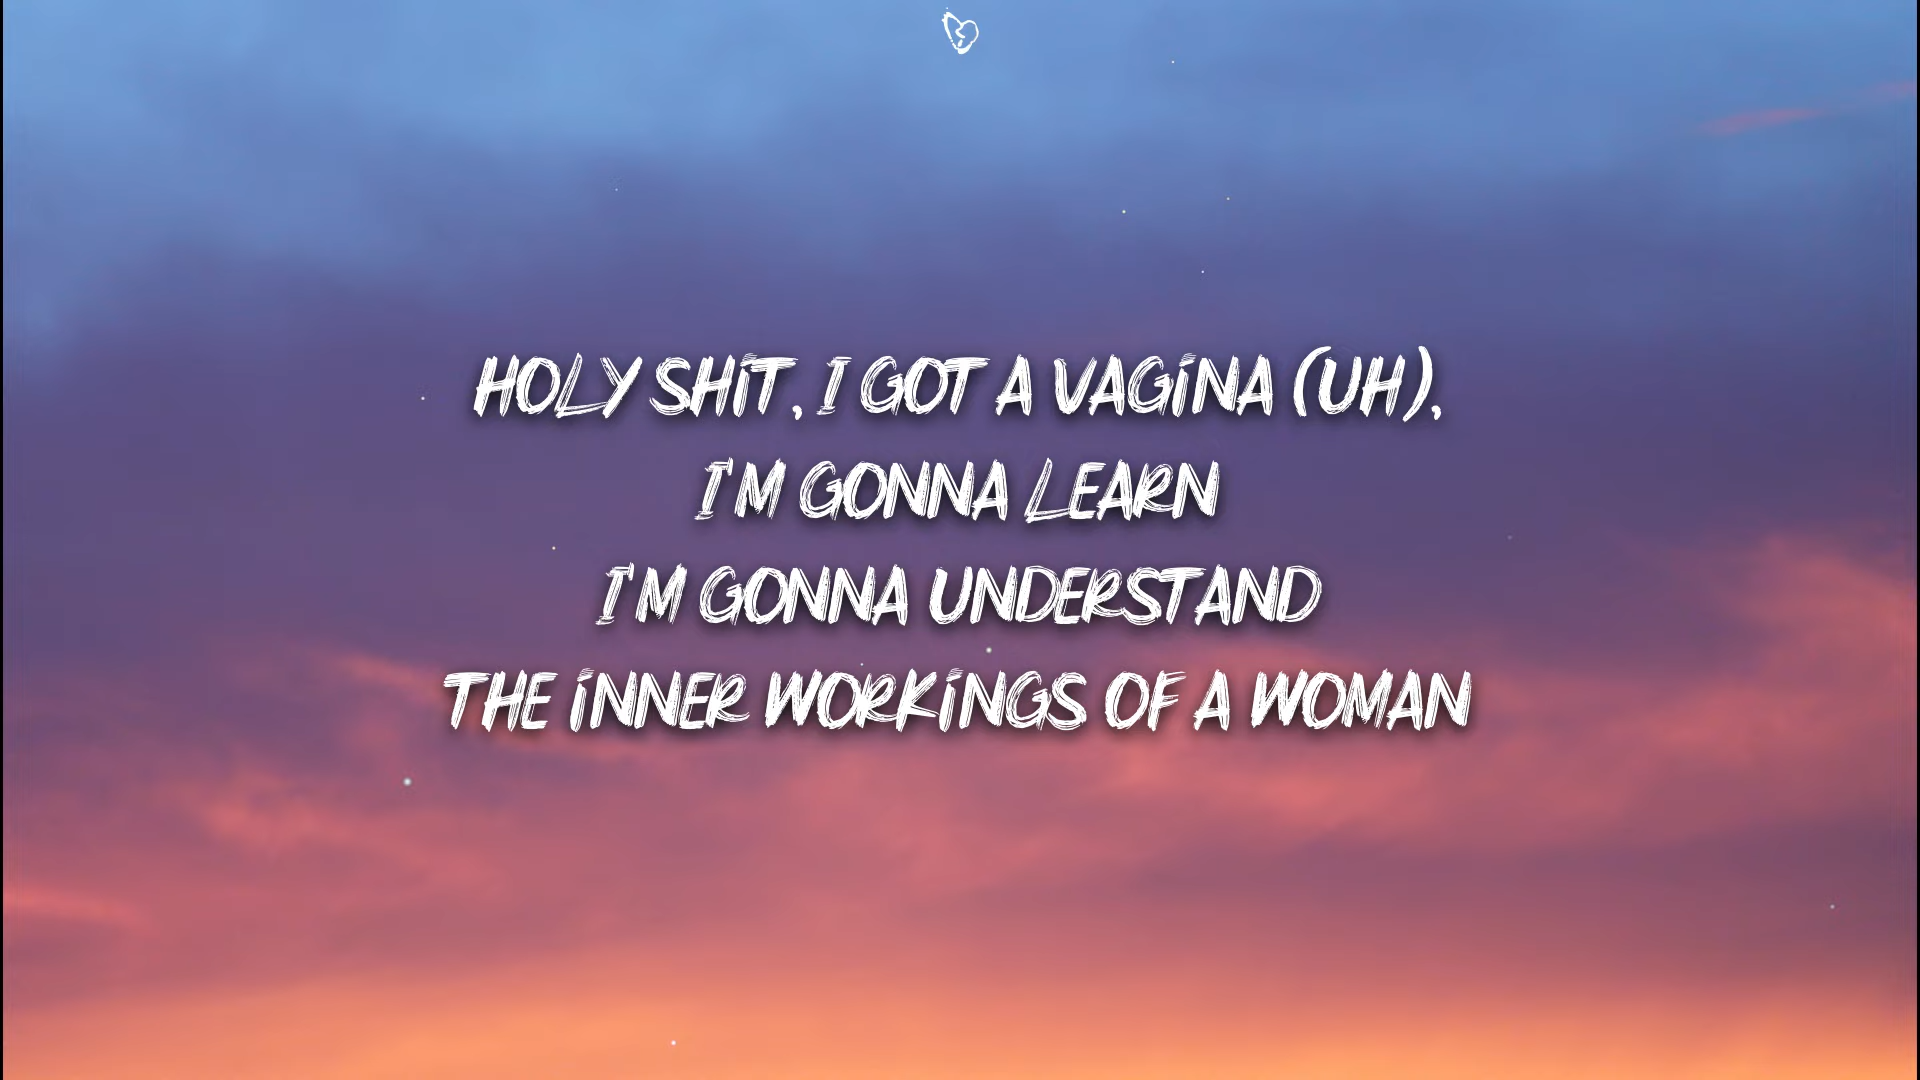 HOLY SHIT, I GOT A VAGINA (UH),
I'M GONNA LEARN
I'M GONNA UNDERSTAND
THE INNER WORKINGS OF A WOMAN